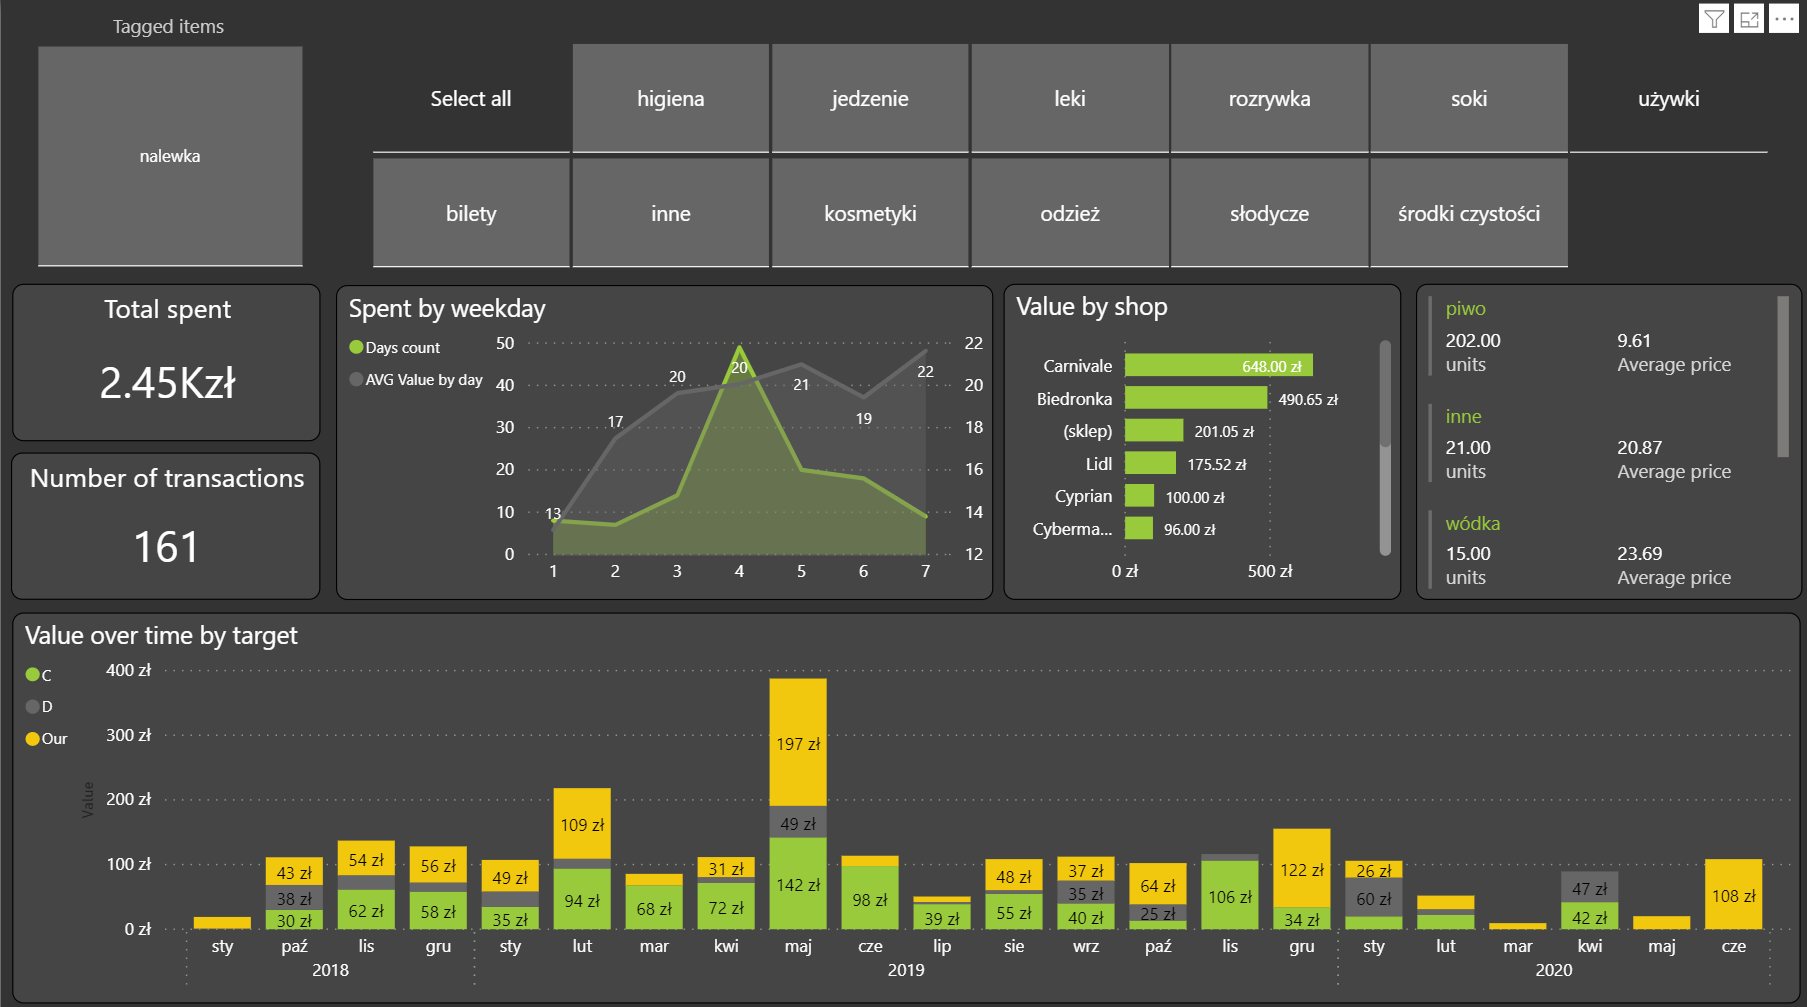 Tagged items
nalewka
Select all
higiena
jedzenie
leki
rozrywka
soki
używki
bilety
inne
kosmetyki
odzież
słodycze
środki czystości
Total spent
2.45Kzł
Number of transactions
161
Spent by weekday
Days count
AVG Value by day
50
40
30
20
10
0
22
20
18
16
14
12
13
17
20
20
21
19
22
1 2 3 4 5 6 7
Value by shop
Carnivale 648.00 zł
Biedronka 490.65 zł
(sklep) 201.05 zł
Lidl 175.52 zł
Cyprian 100.00 zł
Cyberma... 96.00 zł
0 zł 500 zł
piwo
202.00 9.61
units Average price
inne
21.00 20.87
units Average price
wódka
15.00 23.69
units Average price
Value over time by target
C
D
Our
Value
400 zł
300 zł
200 zł
100 zł
0 zł
43 zł
38 zł
30 zł
54 zł
62 zł
56 zł
58 zł
49 zł
35 zł
109 zł
94 zł
68 zł
31 zł
72 zł
197 zł
49 zł
142 zł
98 zł
39 zł
48 zł
55 zł
37 zł
35 zł
40 zł
64 zł
25 zł
106 zł
122 zł
34 zł
26 zł
60 zł
47 zł
42 zł
108 zł
sty paź lis gru sty lut mar kwi maj cze lip sie wrz paź lis gru sty lut mar kwi maj cze
2018 2019 2020